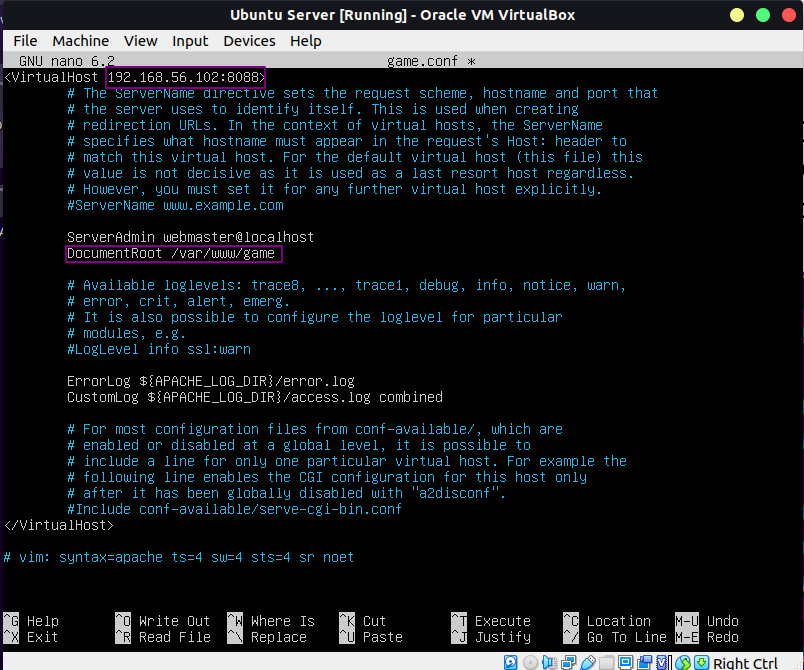 Ubuntu Server [Running] - Oracle VM VirtualBox
File Machine View Input Devices Help
GNU nano 6.2 game.conf *
<VirtualHost 192.168.56.102:8088>
# The ServerName directive sets the request scheme, hostname and port that
# the server uses to identify itself. This is used when creating
# redirection URLs. In the context of virtual hosts, the ServerName
# specifies what hostname must appear in the request's Host: header to
# match this virtual host. For the default virtual host (this file) this
# value is not decisive as it is used as a last resort host regardless.
# However, you must set it for any further virtual host explicitly.
#ServerName www.example.com
ServerAdmin webmaster@localhost
DocumentRoot /var/www/game
# Available loglevels: trace8, ..., trace1, debug, info, notice, warn,
# error, crit, alert, emerg.
# It is also possible to configure the loglevel for particular
# modules, e.g.
#LogLevel info ssl:warn
ErrorLog ${APACHE_LOG_DIR}/error.log
CustomLog ${APACHE_LOG_DIR}/access.log combined
# For most configuration files from conf-available/, which are
# enabled or disabled at a global level, it is possible to
# include a line for only one particular virtual host. For example the
# following line enables the CGI configuration for this host only
# after it has been globally disabled with "a2disconf".
#Include conf-available/serve-cgi-bin.conf
</VirtualHost>
# vim: syntax=apache ts=4 sw=4 sts=4 sr noet
^G Help ^O Write Out ^W Where Is ^K Cut ^T Execute ^C Location M-U Undo
^X Exit ^R Read File ^\ Replace ^U Paste ^J Justify ^/ Go To Line M-E Redo
Right Ctrl